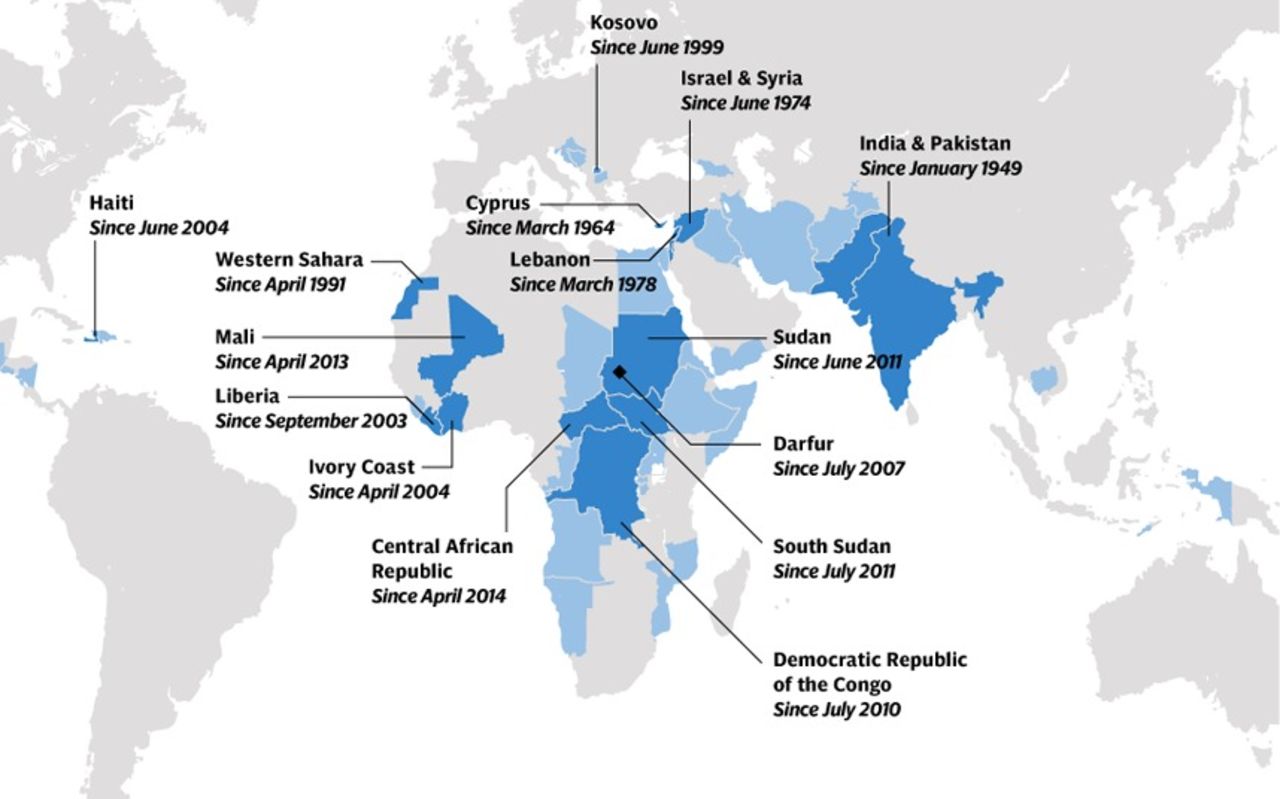 Kosovo
Since June 1999
Israel & Syria
Since June 1974
India & Pakistan
Since January 1949
Haiti
Since June 2004
Cyprus
Since March 1964
Western Sahara
Since April 1991
Lebanon
Since March 1978
Mali
Since April 2013
Sudan
Since June 2011
Liberia
Since September 2003
Darfur
Since July 2007
Ivory Coast
Since April 2004
Central African
Republic
Since April 2014
South Sudan
Since July 2011
Democratic Republic
of the Congo
Since July 2010